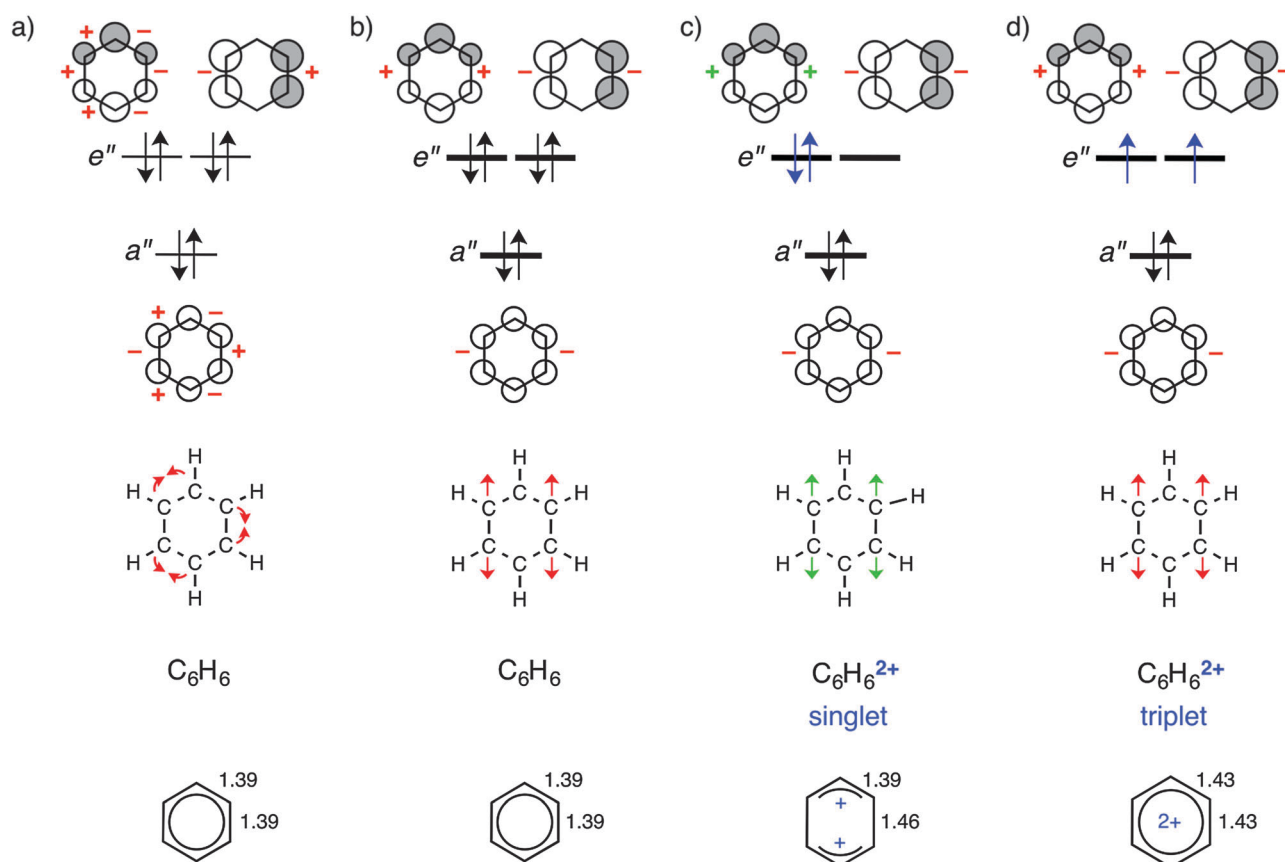 a) b) c) d)
+ −
+ − − + + + − − + + − − + + − −
+ −
e″ e″ e″ e″
a″ a″ a″ a″
+ −
− + − − − − − −
+ −
H H H H
H C H H C H H C H H C H
C C C C C C C C
C C C C C C C C
H C H H C H H C H H C H
H H H H
C₆H₆ C₆H₆ C₆H₆²⁺ C₆H₆²⁺
singlet triplet
1.39 1.39 1.39 1.43
1.39 1.39 + 1.46 2+ 1.43
+